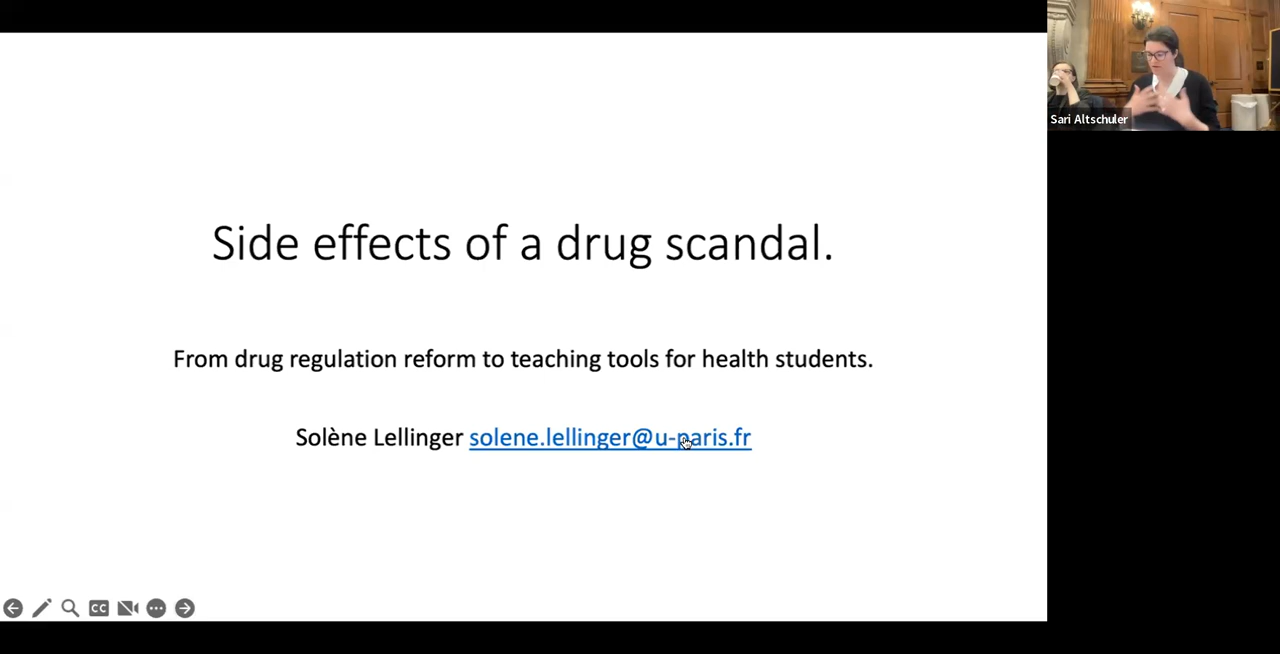 Side effects of a drug scandal.
From drug regulation reform to teaching tools for health students.
Solène Lellinger solene.lellinger@u-paris.fr
Sari Altschuler
CC